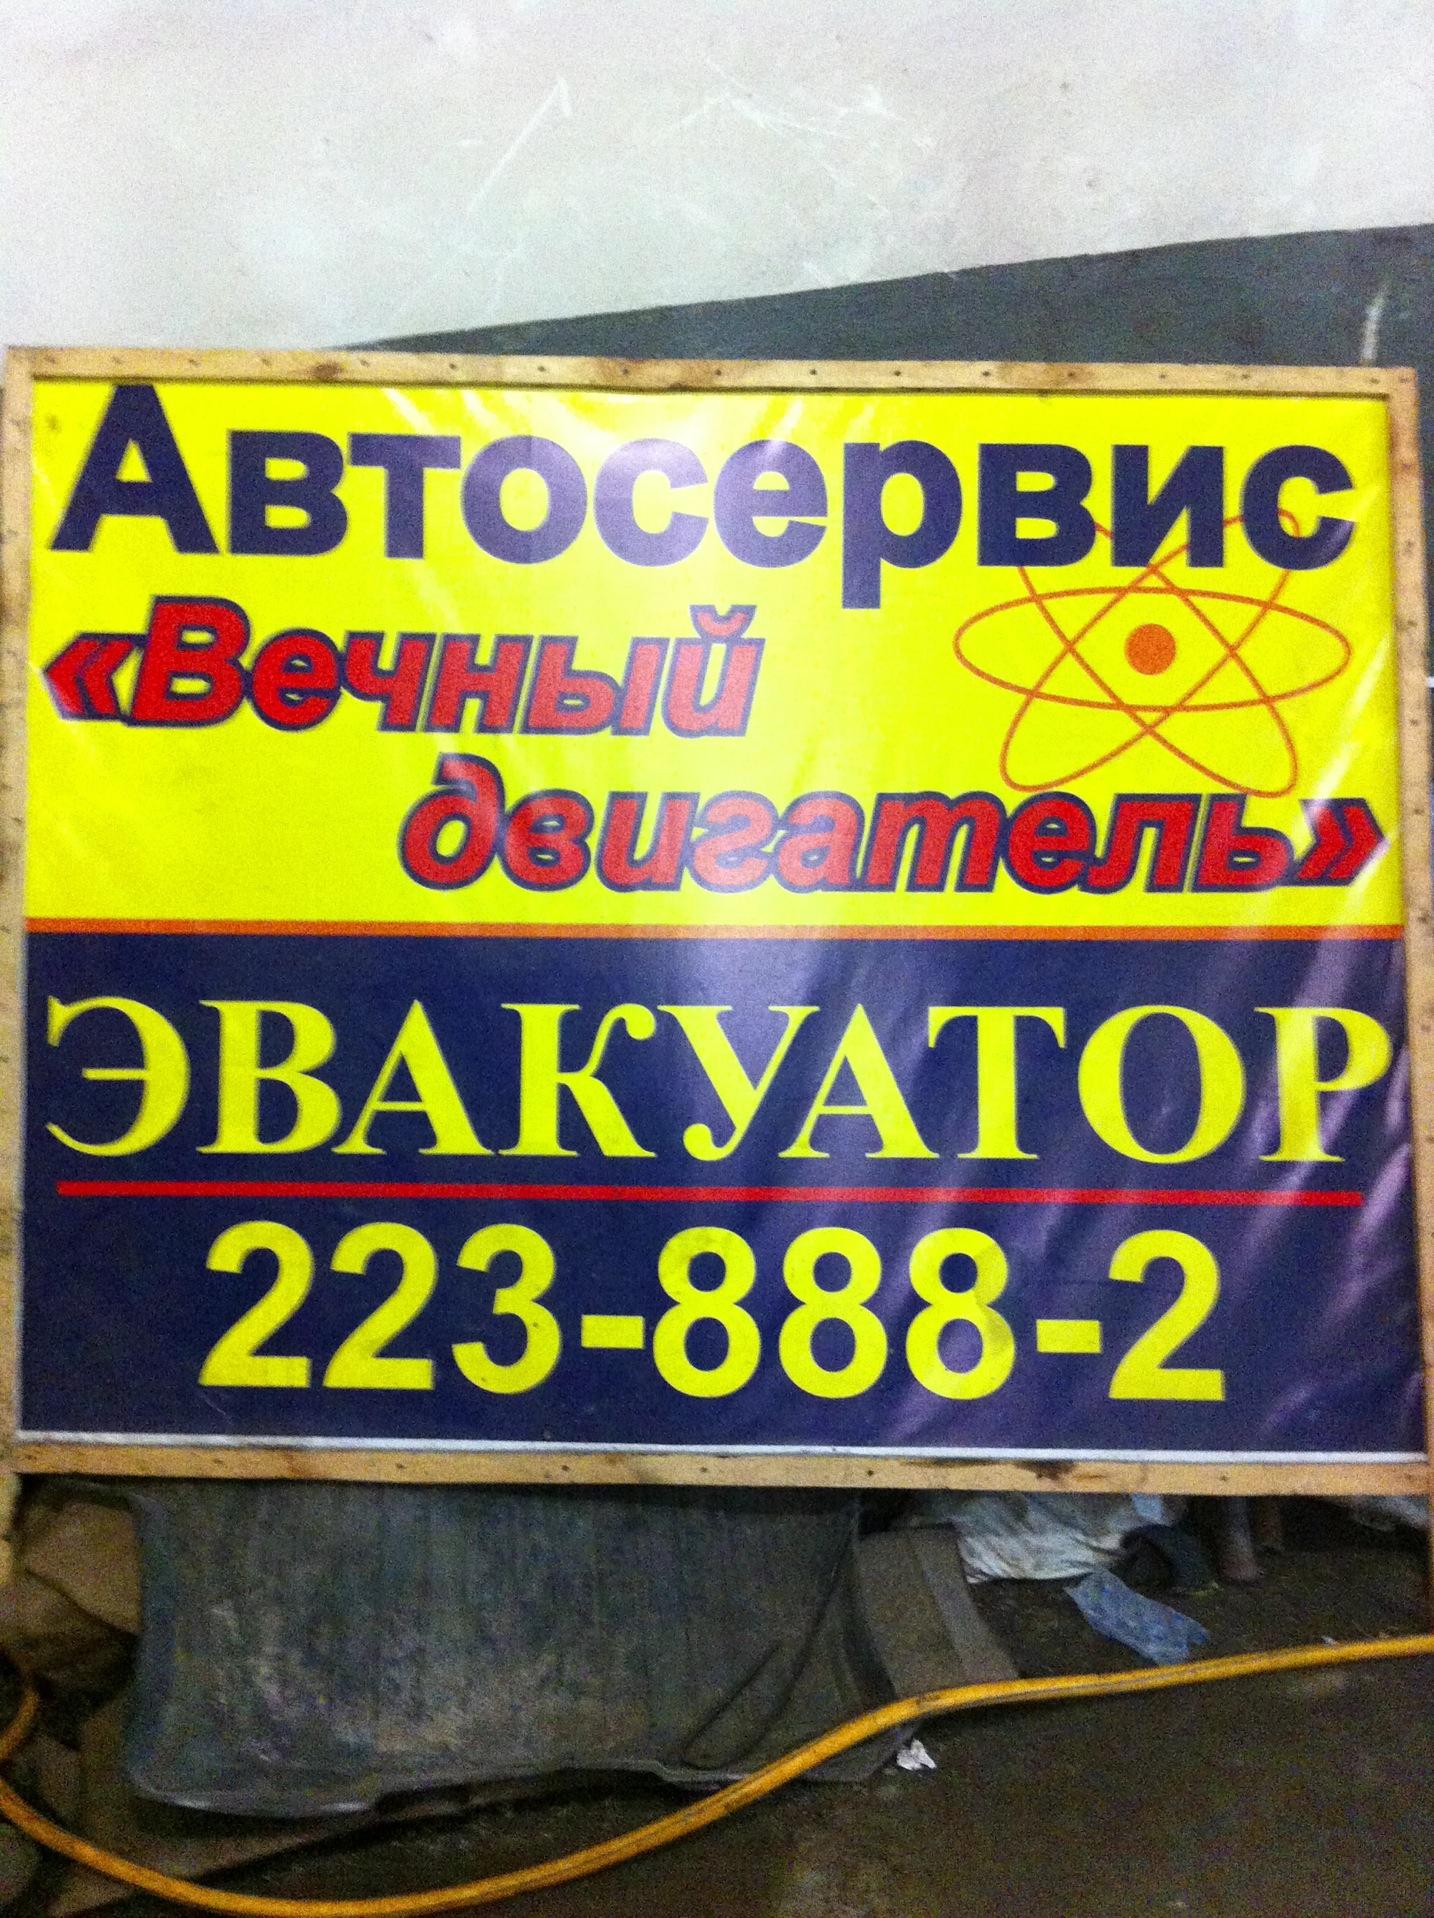 Автосервис
«Вечный
двигатель»
ЭВАКУАТОР
223-888-2